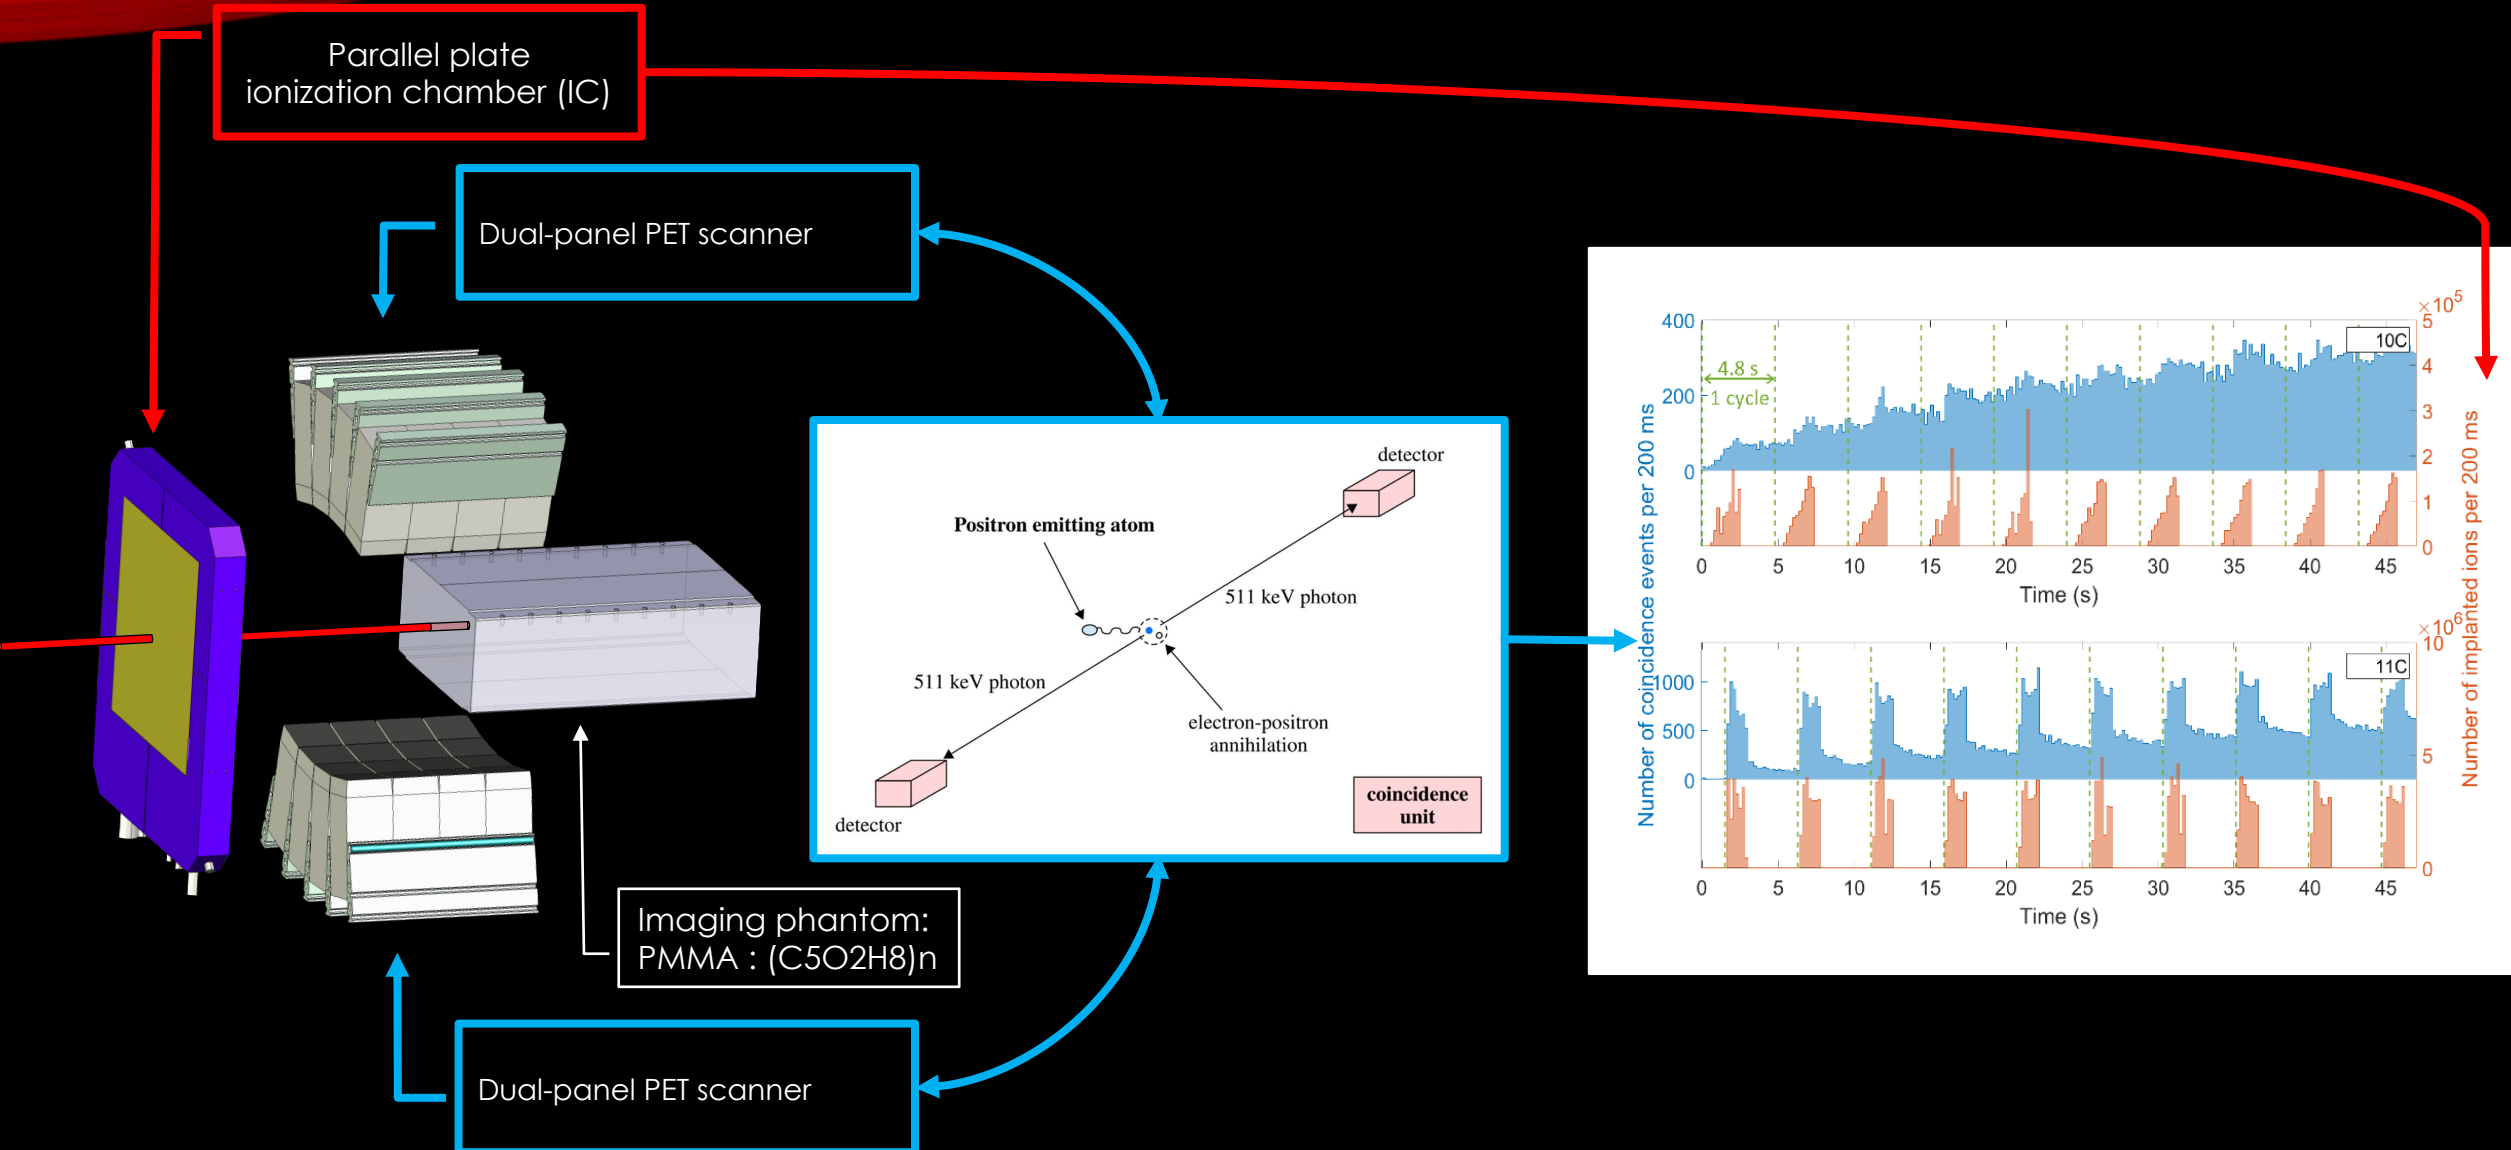 Parallel plate
ionization chamber (IC)
Dual-panel PET scanner
detector
Positron emitting atom
511 keV photon
511 keV photon
electron-positron
annihilation
coincidence
unit
detector
Imaging phantom:
PMMA : (C5O2H8)n
Dual-panel PET scanner
Number of coincidence events per 200 ms
Number of implanted ions per 200 ms
×10^5
400
200
0
5
4
3
2
1
0
10C
4.8 s
1 cycle
0 5 10 15 20 25 30 35 40 45
Time (s)
×10^6
1000
500
0
10
5
0
11C
0 5 10 15 20 25 30 35 40 45
Time (s)